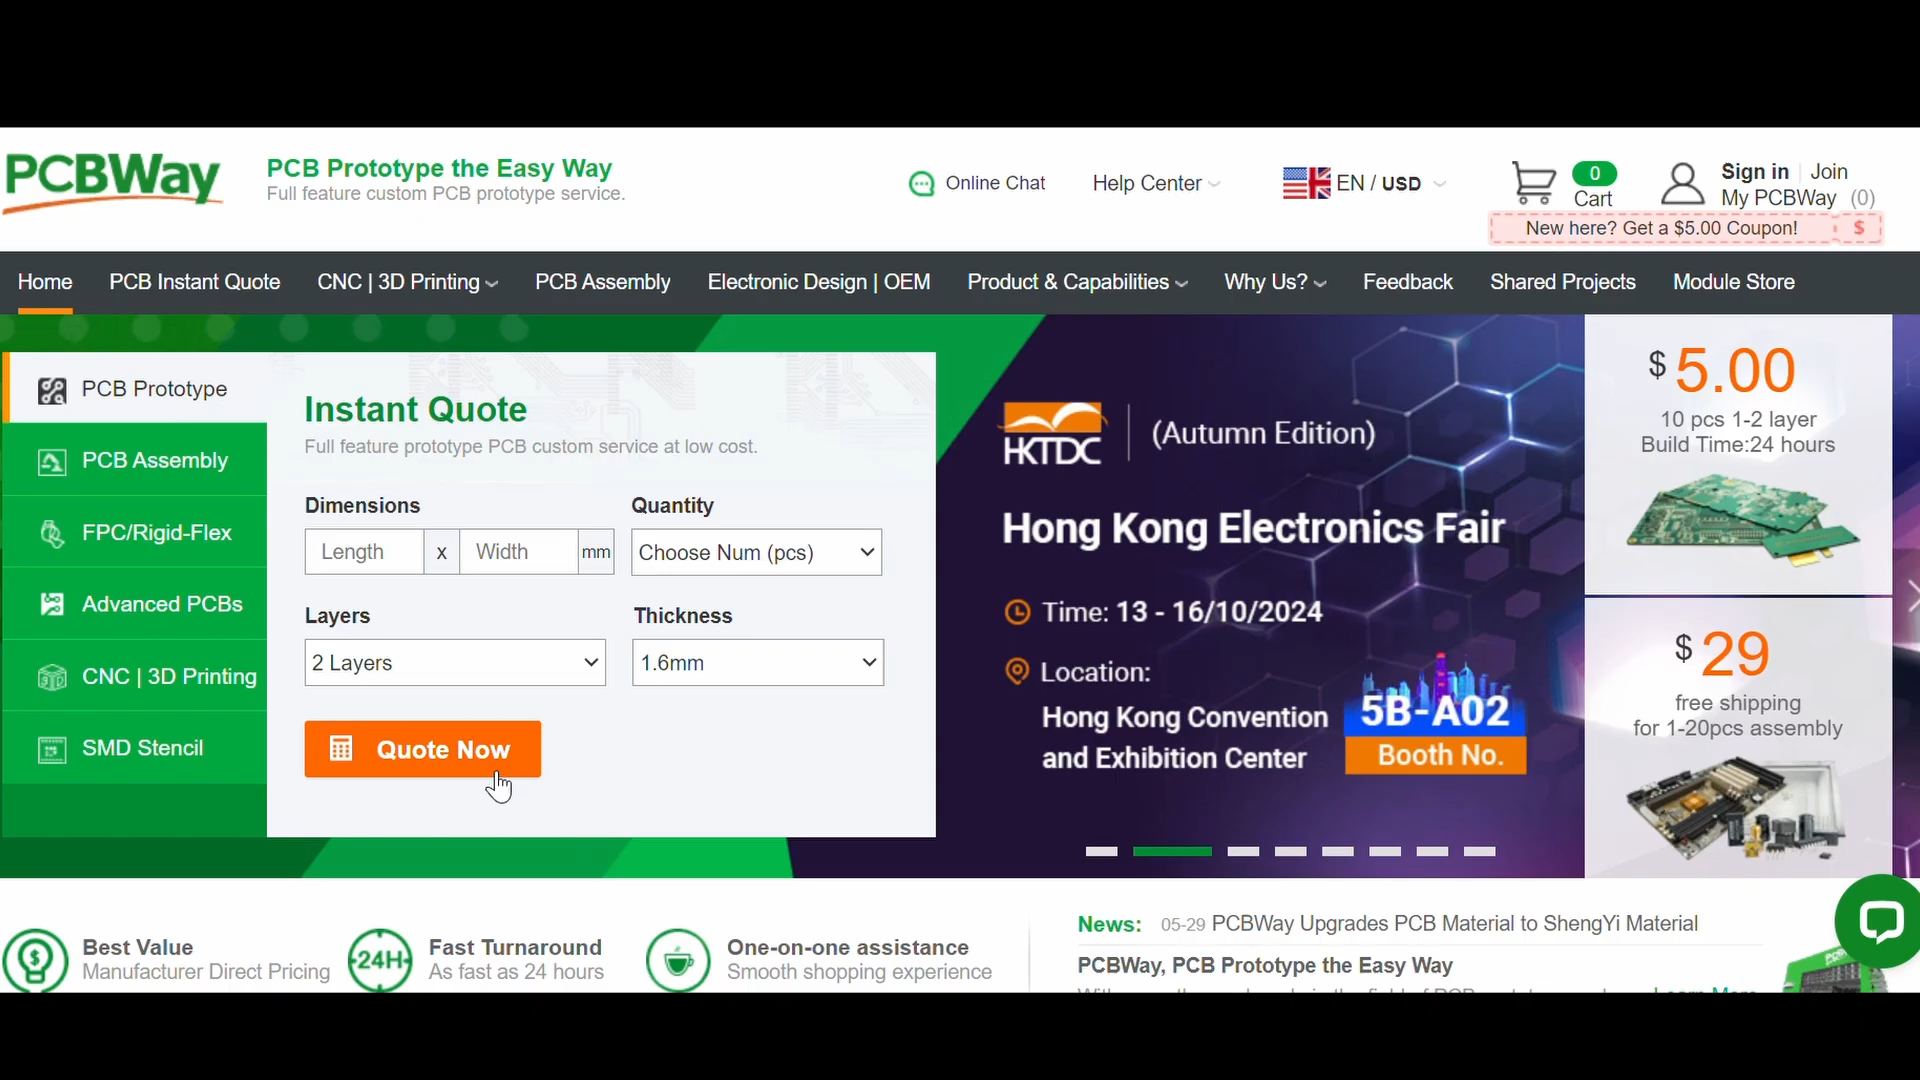 PCBWay
PCB Prototype the Easy Way
Full feature custom PCB prototype service.
Online Chat
Help Center
EN / USD
0
Cart
Sign in | Join
My PCBWay (0)
New here? Get a $5.00 Coupon! $
Home
PCB Instant Quote
CNC | 3D Printing
PCB Assembly
Electronic Design | OEM
Product & Capabilities
Why Us?
Feedback
Shared Projects
Module Store
PCB Prototype
PCB Assembly
FPC/Rigid-Flex
Advanced PCBs
CNC | 3D Printing
SMD Stencil
Instant Quote
Full feature prototype PCB custom service at low cost.
Dimensions
Quantity
Length x Width mm
Choose Num (pcs)
Layers
Thickness
2 Layers
1.6mm
Quote Now
HKTDC
(Autumn Edition)
Hong Kong Electronics Fair
Time: 13 - 16/10/2024
Location:
Hong Kong Convention
and Exhibition Center
5B-A02
Booth No.
$ 5.00
10 pcs 1-2 layer
Build Time:24 hours
$ 29
free shipping
for 1-20pcs assembly
Best Value
Manufacturer Direct Pricing
24H
Fast Turnaround
As fast as 24 hours
One-on-one assistance
Smooth shopping experience
News: 05-29 PCBWay Upgrades PCB Material to ShengYi Material
PCBWay, PCB Prototype the Easy Way